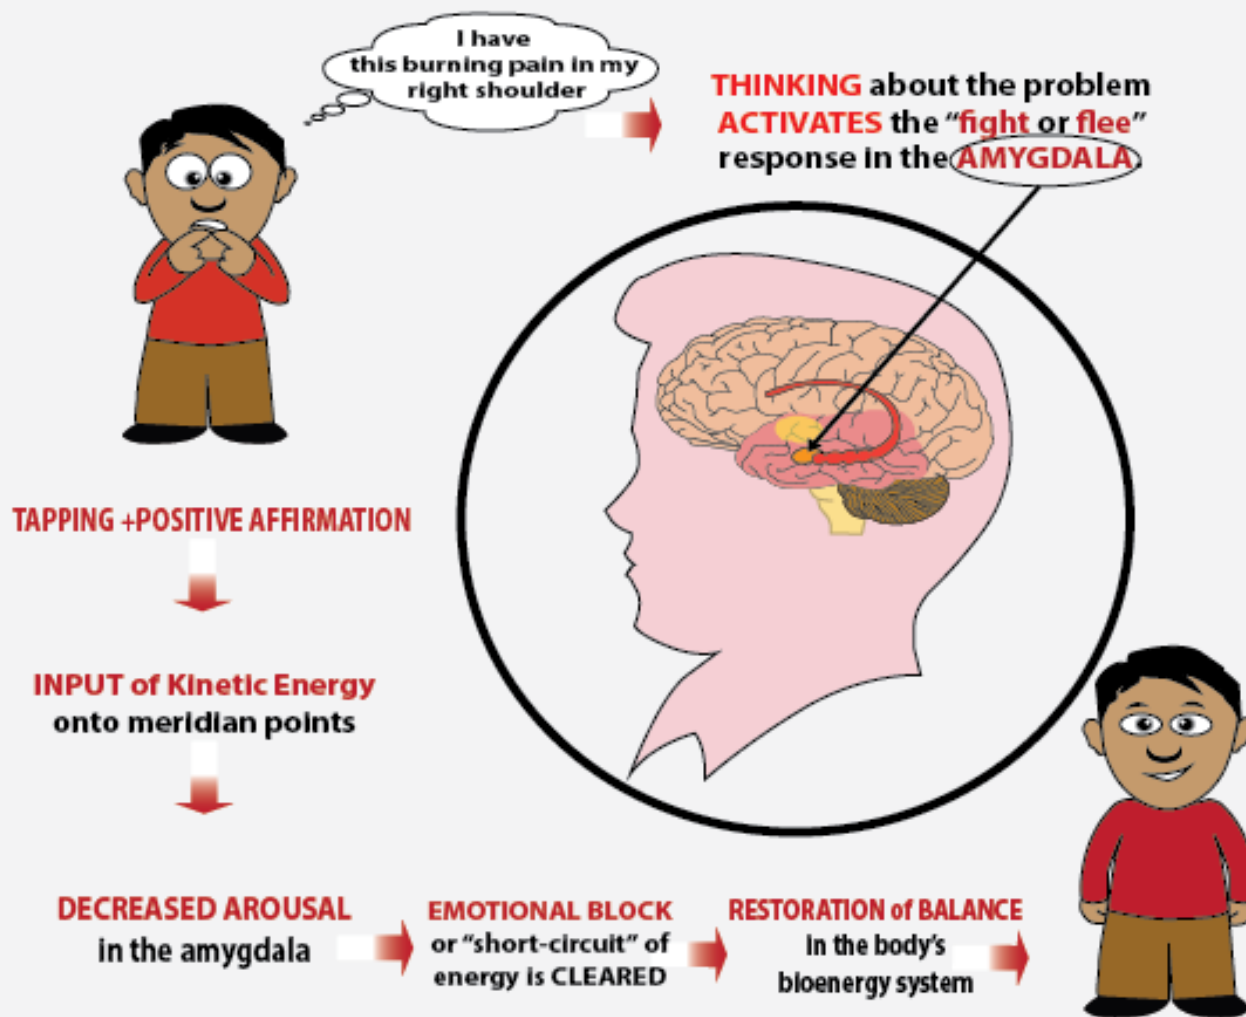 I have
this burning pain in my
right shoulder
THINKING about the problem
ACTIVATES the “fight or flee”
response in the AMYGDALA.
TAPPING +POSITIVE AFFIRMATION
INPUT of Kinetic Energy
onto meridian points
DECREASED AROUSAL
in the amygdala
EMOTIONAL BLOCK
or “short-circuit” of
energy is CLEARED
RESTORATION of BALANCE
in the body’s
bioenergy system